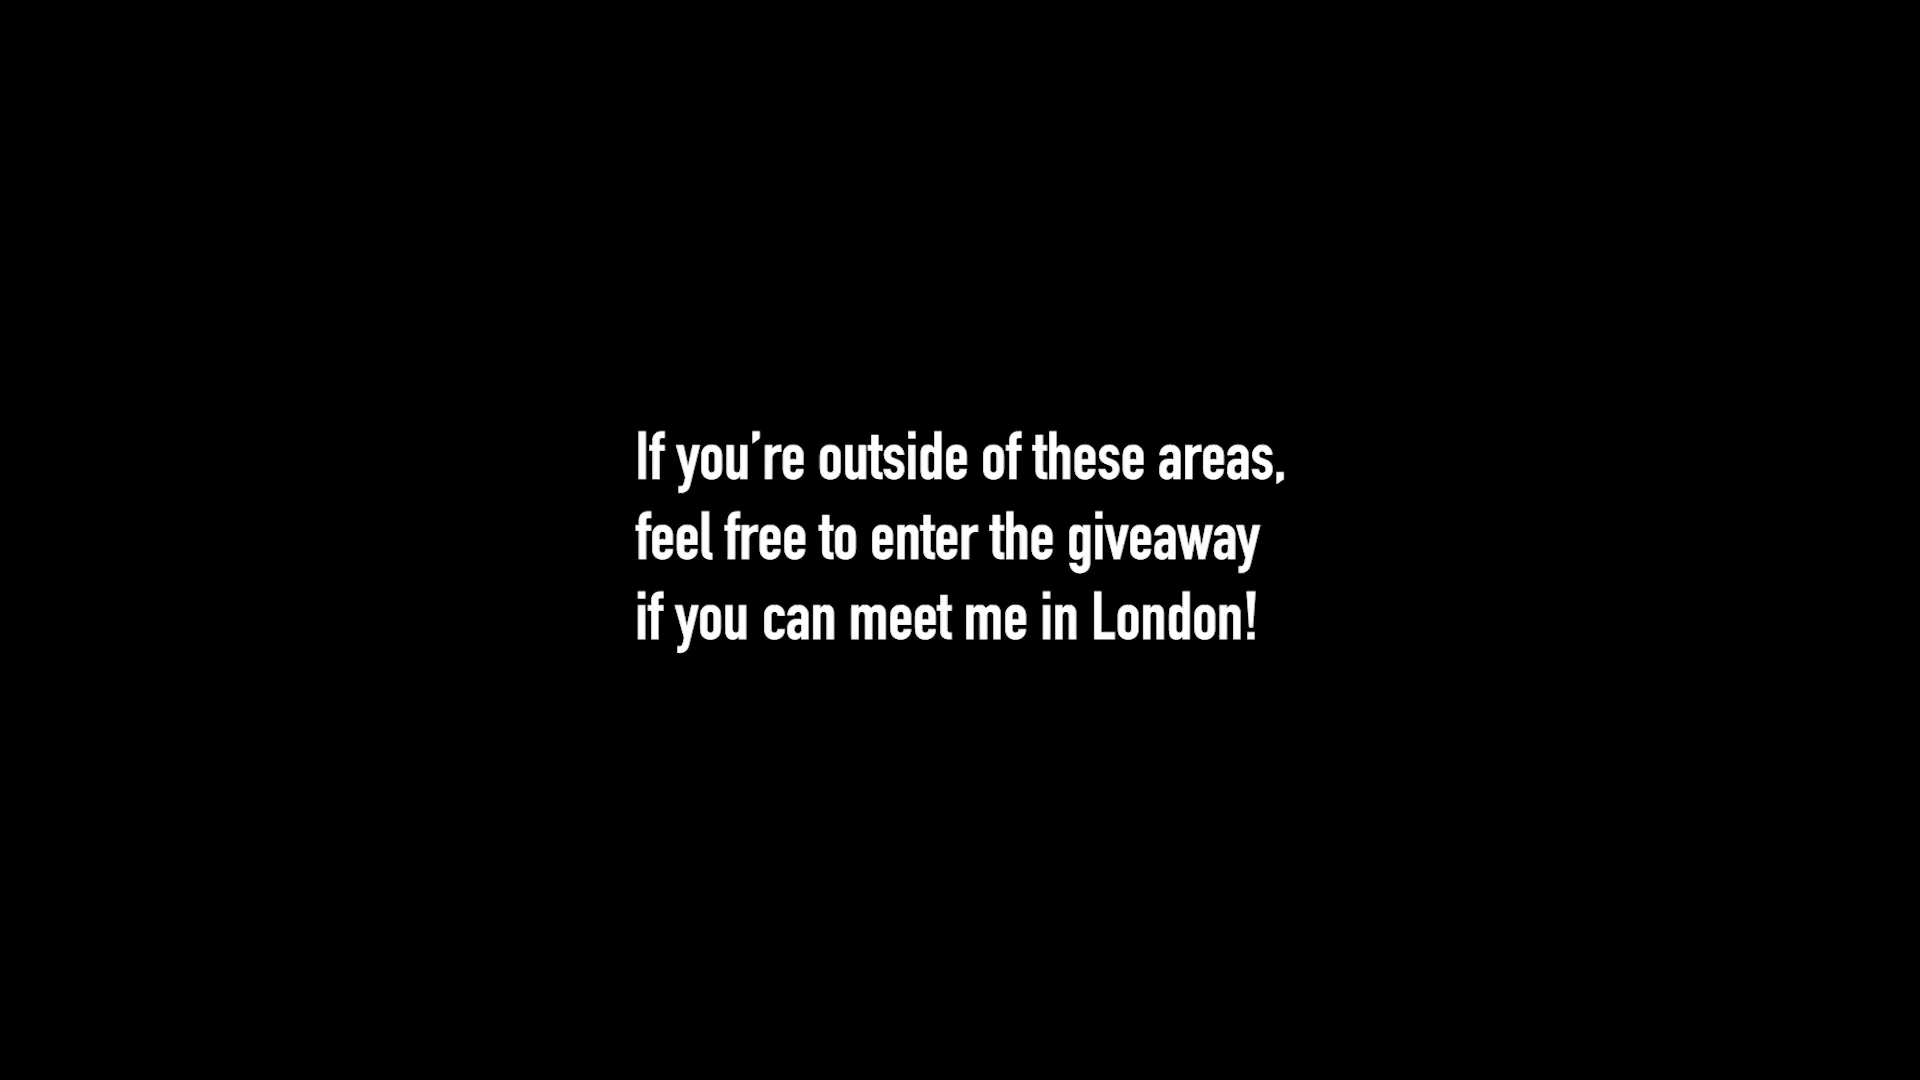 If you’re outside of these areas,
feel free to enter the giveaway
if you can meet me in London!